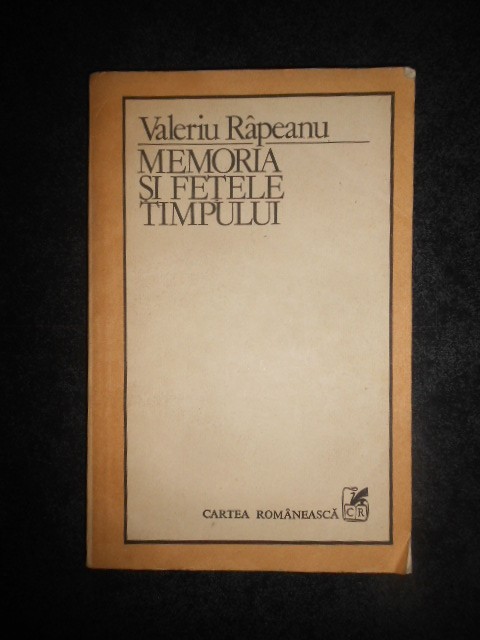 Valeriu Râpeanu
MEMORIA
ȘI FEȚELE
TIMPULUI
CARTEA ROMÂNEASCĂ
CR